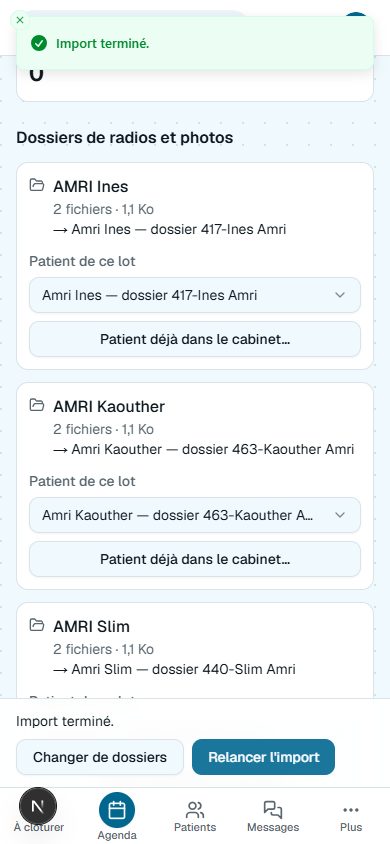 Import terminé.
0
Dossiers de radios et photos
AMRI Ines
2 fichiers · 1,1 Ko
→ Amri Ines — dossier 417-Ines Amri
Patient de ce lot
Amri Ines — dossier 417-Ines Amri
Patient déjà dans le cabinet...
AMRI Kaouther
2 fichiers · 1,1 Ko
→ Amri Kaouther — dossier 463-Kaouther Amri
Patient de ce lot
Amri Kaouther — dossier 463-Kaouther A...
Patient déjà dans le cabinet...
AMRI Slim
2 fichiers · 1,1 Ko
→ Amri Slim — dossier 440-Slim Amri
Import terminé.
Changer de dossiers
Relancer l'import
N
À clôturer
Agenda
Patients
Messages
Plus